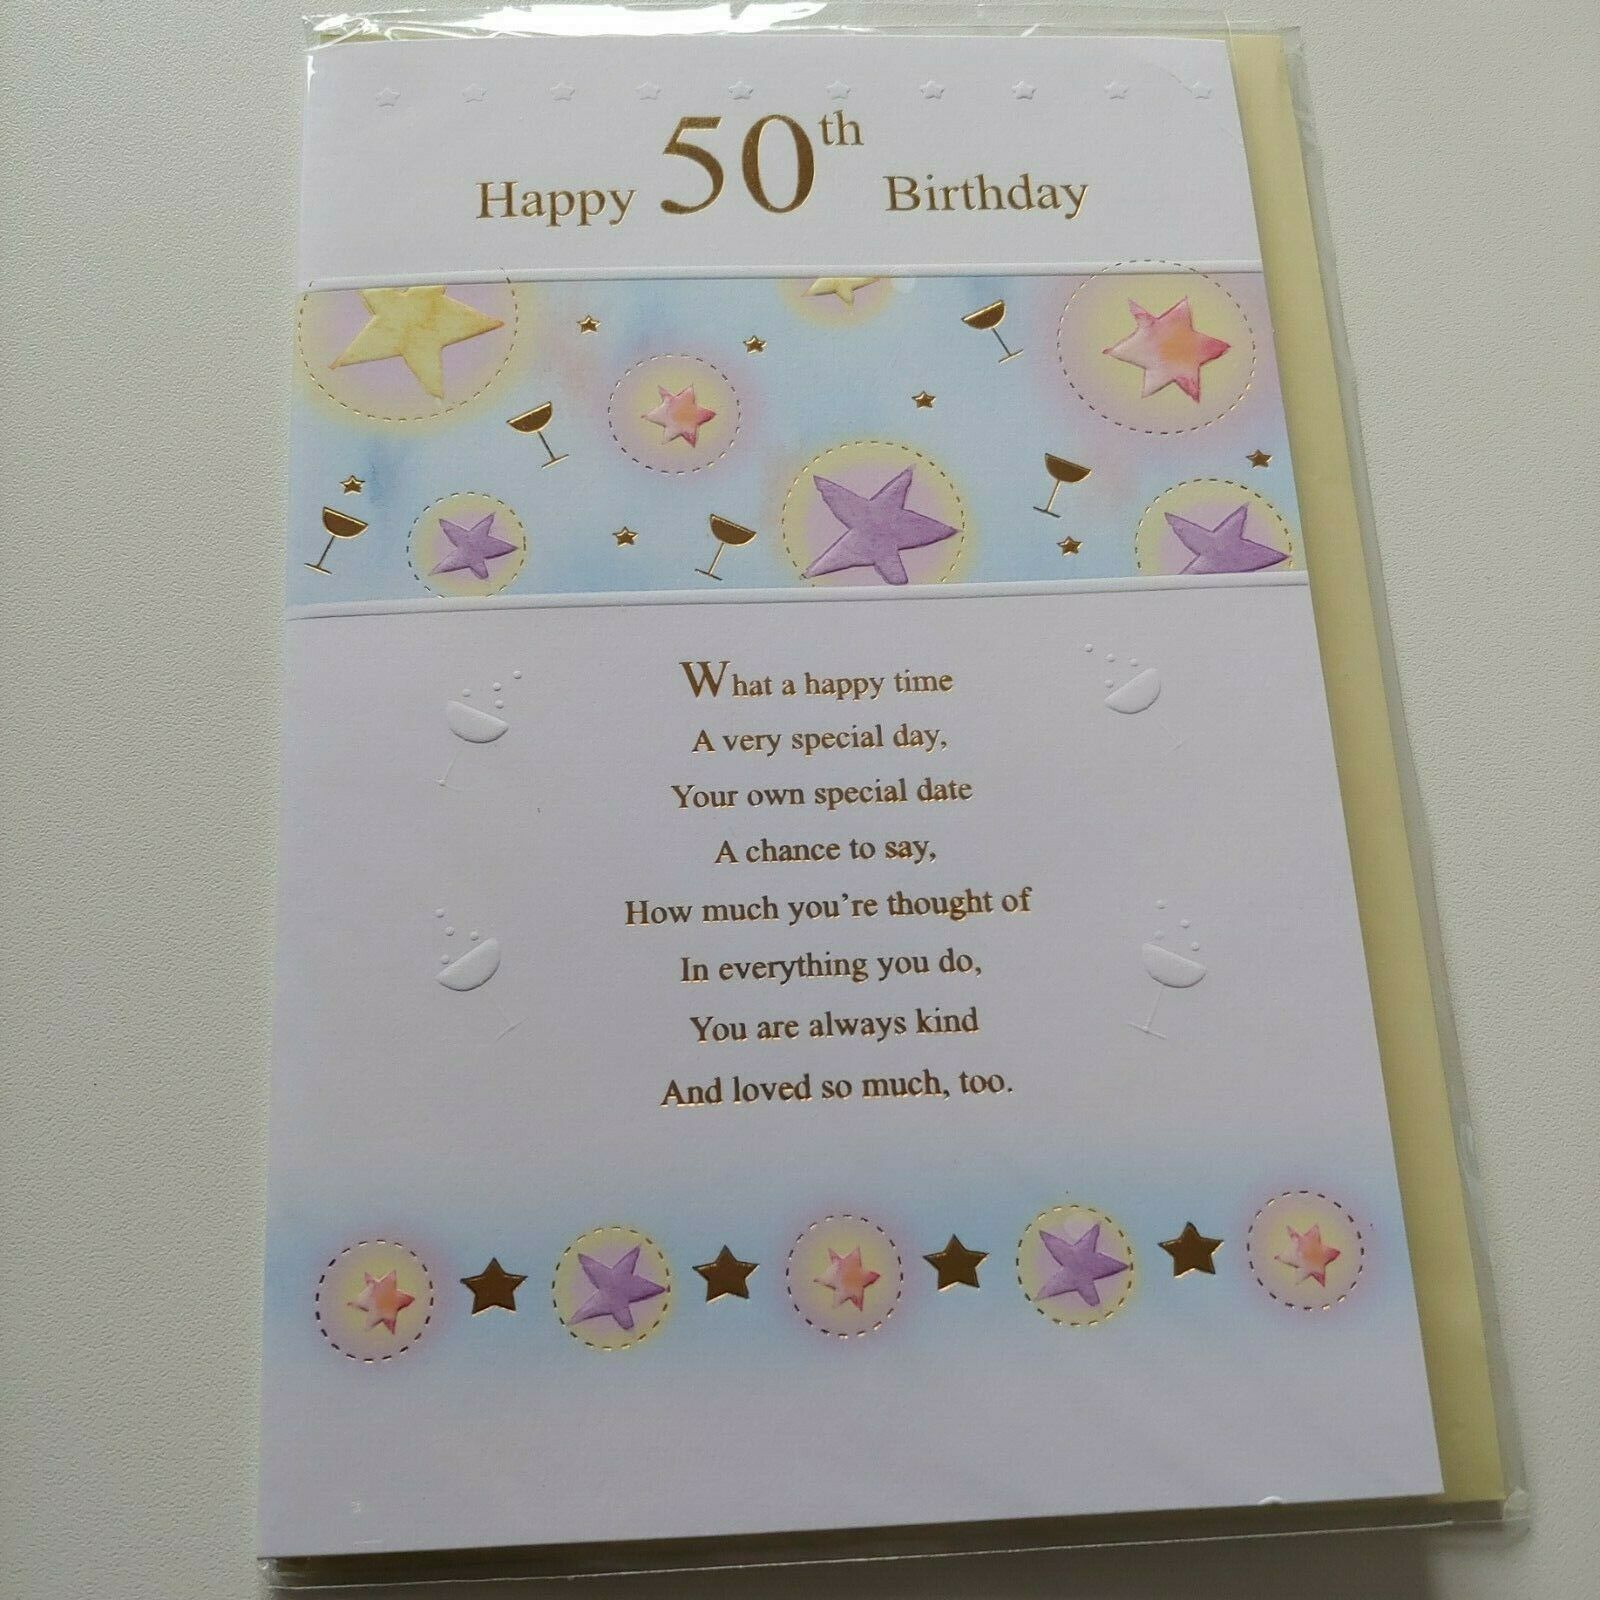 Happy 50th Birthday
What a happy time
A very special day,
Your own special date
A chance to say,
How much you're thought of
In everything you do,
You are always kind
And loved so much, too.